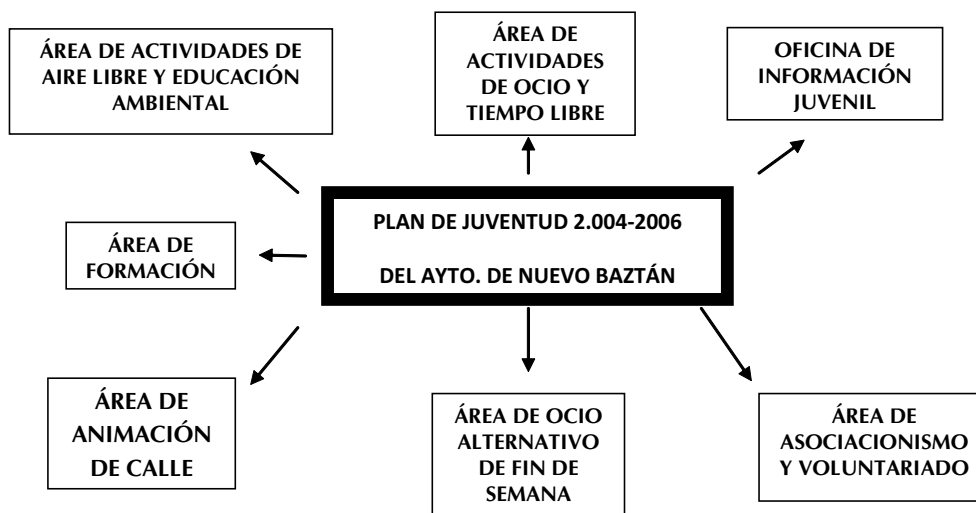 ÁREA DE ACTIVIDADES DE
AIRE LIBRE Y EDUCACIÓN
AMBIENTAL
ÁREA DE
ACTIVIDADES
DE OCIO Y
TIEMPO LIBRE
OFICINA DE
INFORMACIÓN
JUVENIL
PLAN DE JUVENTUD 2.004-2006
DEL AYTO. DE NUEVO BAZTÁN
ÁREA DE
FORMACIÓN
ÁREA DE
ANIMACIÓN
DE CALLE
ÁREA DE OCIO
ALTERNATIVO
DE FIN DE
SEMANA
ÁREA DE
ASOCIACIONISMO
Y VOLUNTARIADO